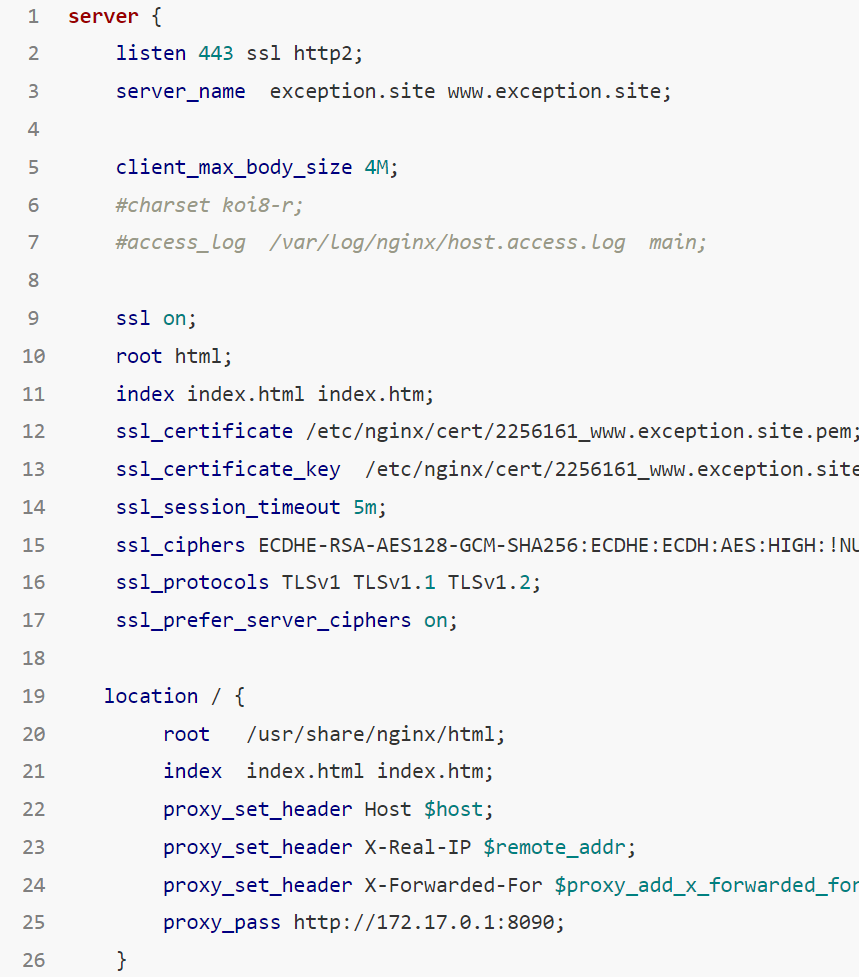 1 server {
2     listen 443 ssl http2;
3     server_name  exception.site www.exception.site;
4
5     client_max_body_size 4M;
6     #charset koi8-r;
7     #access_log  /var/log/nginx/host.access.log  main;
8
9     ssl on;
10     root html;
11     index index.html index.htm;
12     ssl_certificate /etc/nginx/cert/2256161_www.exception.site.pem;
13     ssl_certificate_key  /etc/nginx/cert/2256161_www.exception.site
14     ssl_session_timeout 5m;
15     ssl_ciphers ECDHE-RSA-AES128-GCM-SHA256:ECDHE:ECDH:AES:HIGH:!NU
16     ssl_protocols TLSv1 TLSv1.1 TLSv1.2;
17     ssl_prefer_server_ciphers on;
18
19    location / {
20         root   /usr/share/nginx/html;
21         index  index.html index.htm;
22         proxy_set_header Host $host;
23         proxy_set_header X-Real-IP $remote_addr;
24         proxy_set_header X-Forwarded-For $proxy_add_x_forwarded_for
25         proxy_pass http://172.17.0.1:8090;
26     }